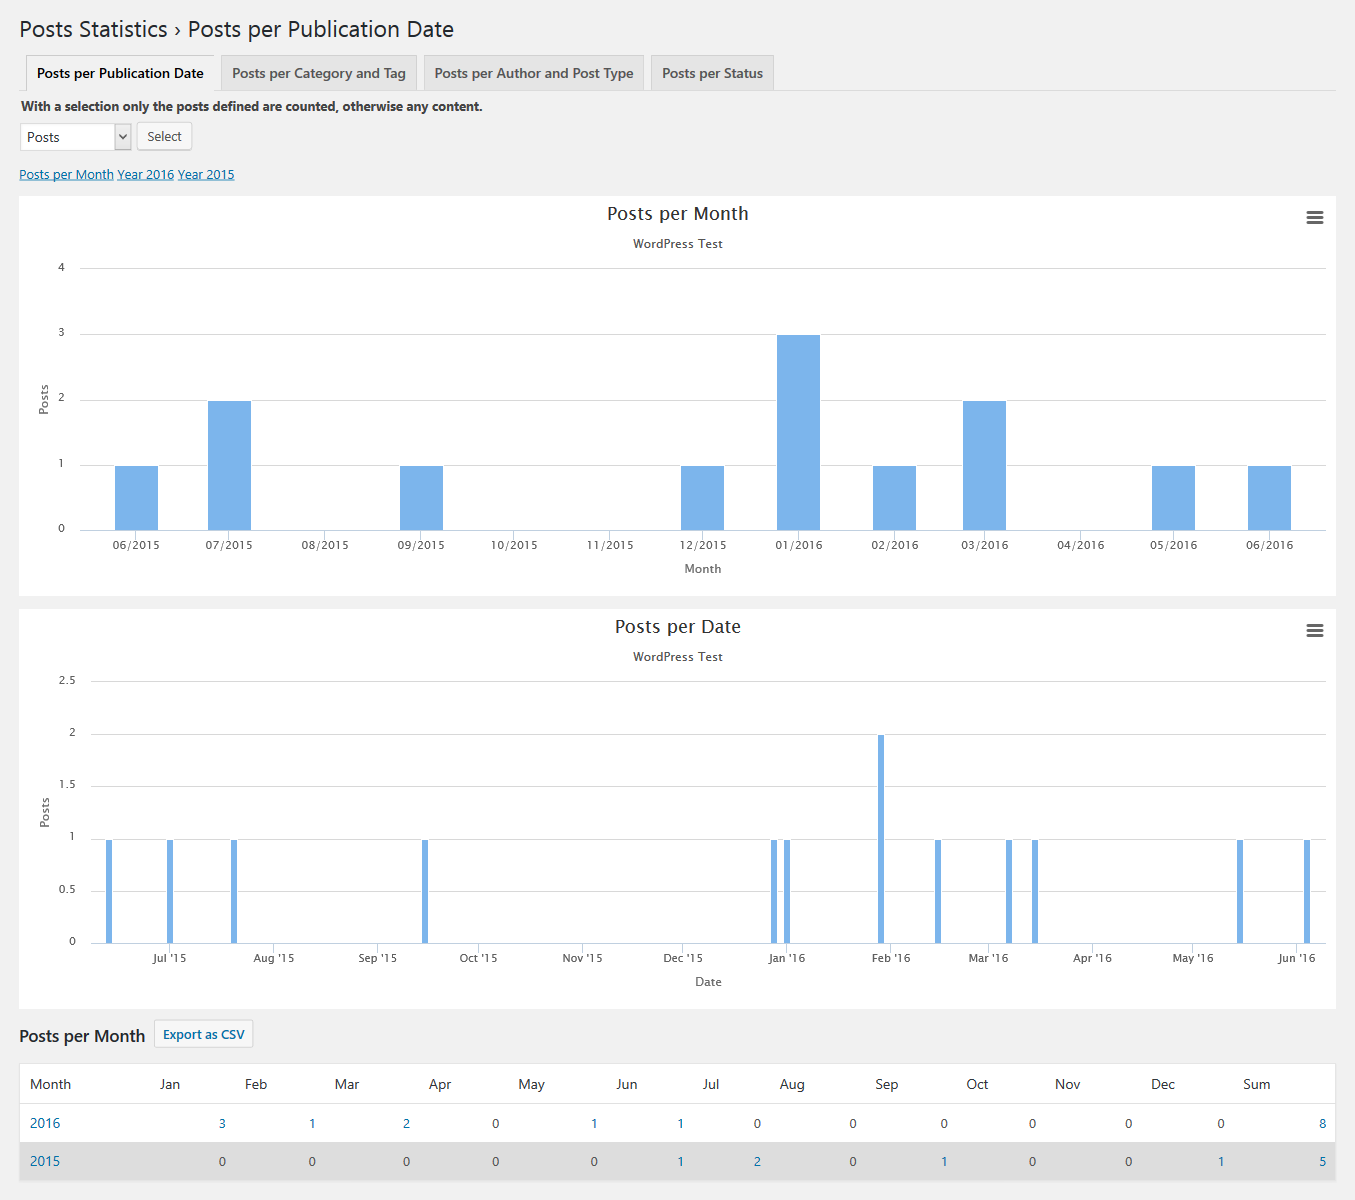 Posts Statistics › Posts per Publication Date
Posts per Publication Date Posts per Category and Tag Posts per Author and Post Type Posts per Status
With a selection only the posts defined are counted, otherwise any content.
Posts Select
Posts per Month Year 2016 Year 2015
Posts per Month
WordPress Test
4
3
2
1
0
Posts
06/2015 07/2015 08/2015 09/2015 10/2015 11/2015 12/2015 01/2016 02/2016 03/2016 04/2016 05/2016 06/2016
Month
Posts per Date
WordPress Test
2.5
2
1.5
1
0.5
0
Posts
Jul '15 Aug '15 Sep '15 Oct '15 Nov '15 Dec '15 Jan '16 Feb '16 Mar '16 Apr '16 May '16 Jun '16
Date
Posts per Month Export as CSV
Month Jan Feb Mar Apr May Jun Jul Aug Sep Oct Nov Dec Sum
2016 3 1 2 0 1 1 0 0 0 0 0 0 8
2015 0 0 0 0 0 1 2 0 1 0 0 1 5